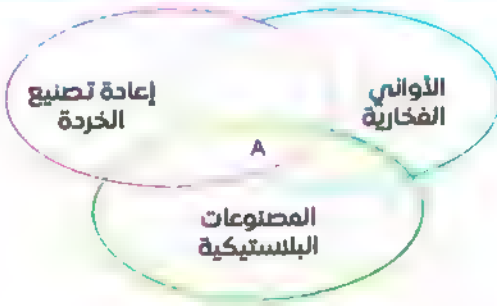 الأواني
الفخارية
إعادة تصنيع
الخردة
A
المصنوعات
البلاستيكية